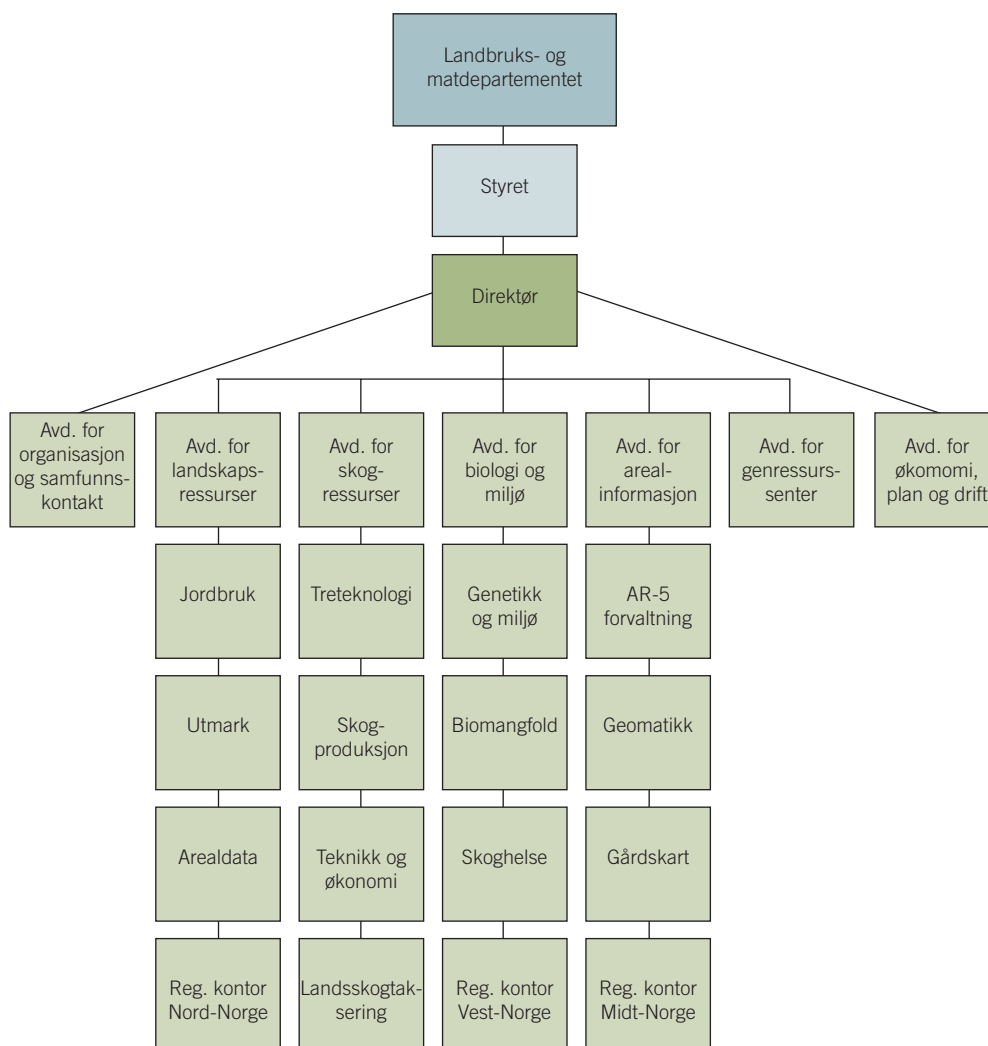 Landbruks- og
matdepartementet
Styret
Direktør
Avd. for
organisasjon
og samfunns-
kontakt
Avd. for
landskaps-
ressurser
Avd. for
skog-
ressurser
Avd. for
biologi og
miljø
Avd. for
areal-
informasjon
Avd. for
genressurs-
senter
Avd. for
økomomi,
plan og drift
Jordbruk
Treteknologi
Genetikk
og miljø
AR-5
forvaltning
Utmark
Skog-
produksjon
Biomangfold
Geomatikk
Arealdata
Teknikk og
økonomi
Skoghelse
Gårdskart
Reg. kontor
Nord-Norge
Landsskogtak-
sering
Reg. kontor
Vest-Norge
Reg. kontor
Midt-Norge